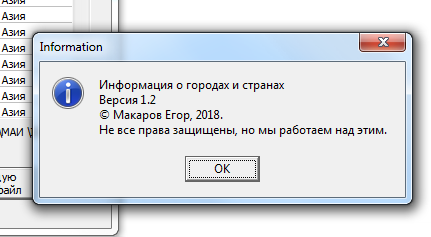 Азия
Азия
Information
Азия
Азия
Азия
Азия
Азия
Азия
Информация о городах и странах
Версия 1.2
© Макаров Егор, 2018.
Не все права защищены, но мы работаем над этим.
OK